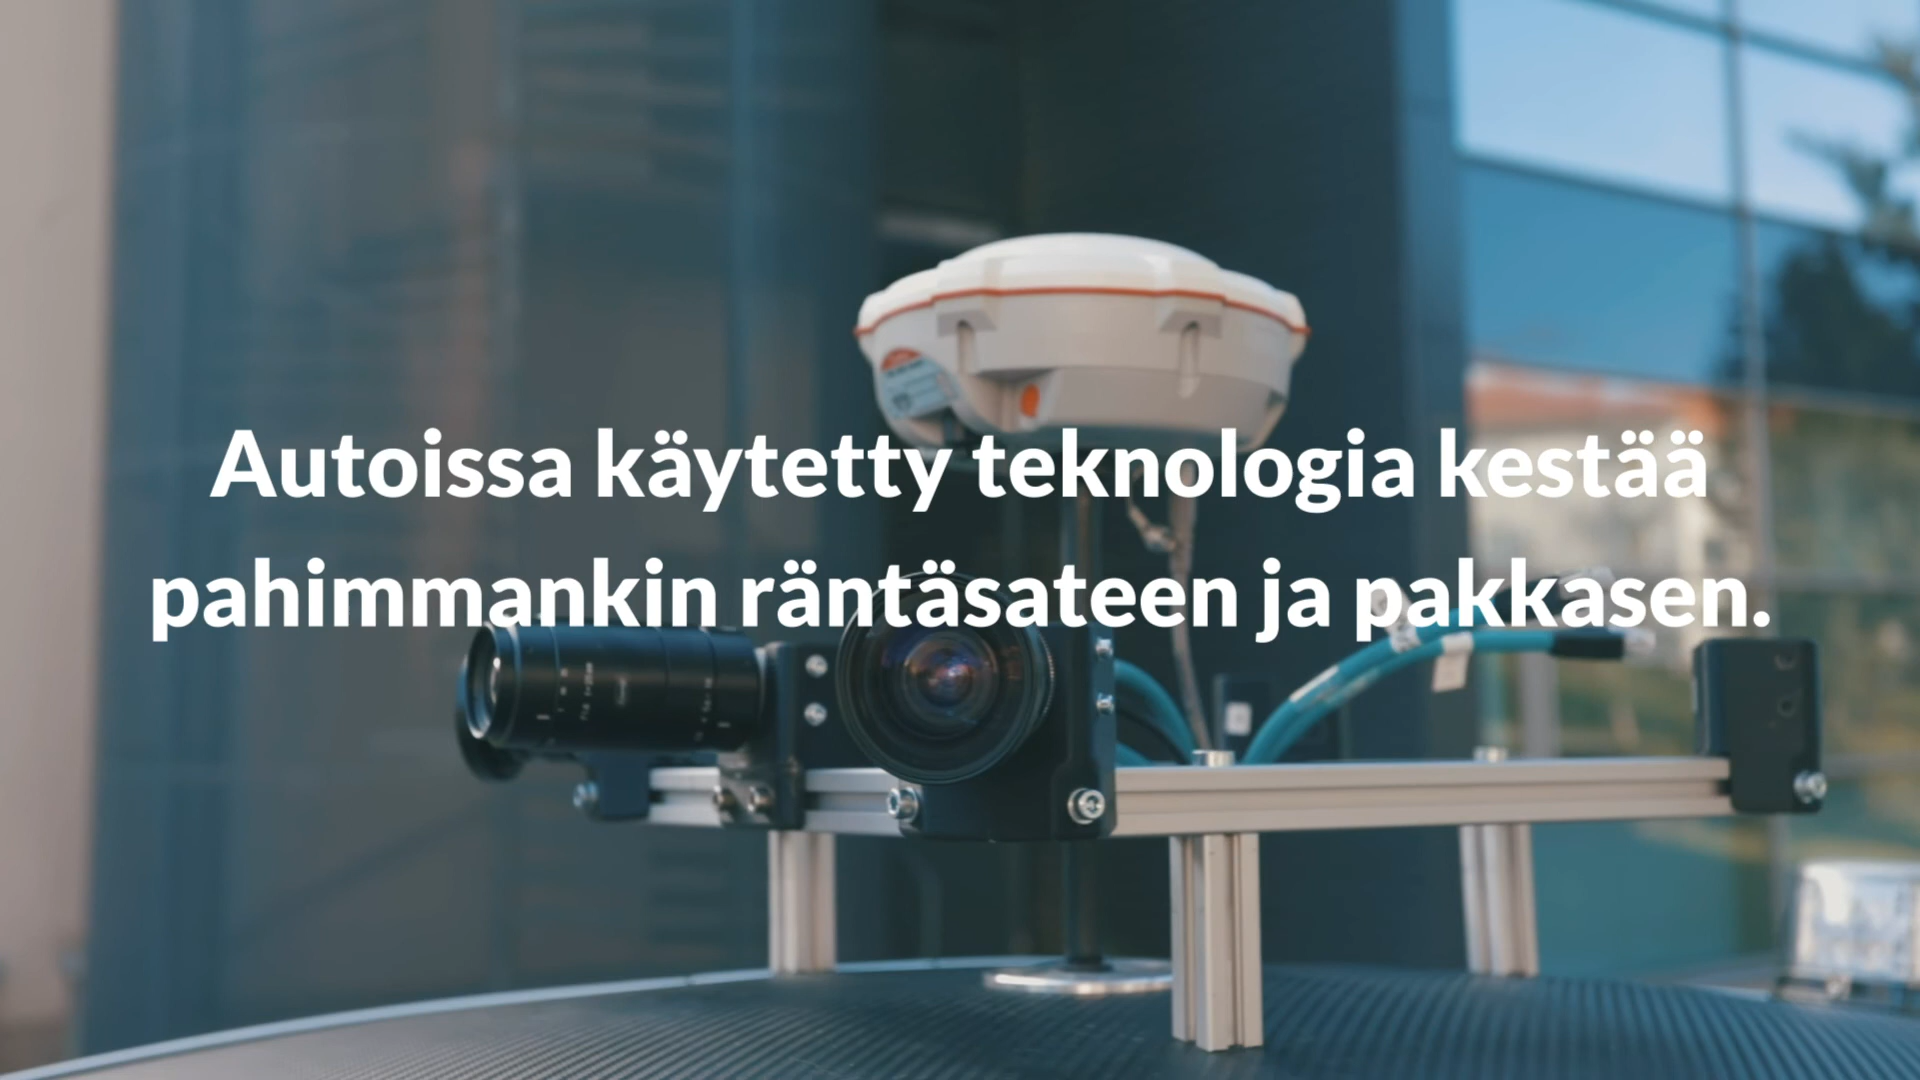 Autoissa käytetty teknologia kestää
pahimmankin räntäsateen ja pakkasen.